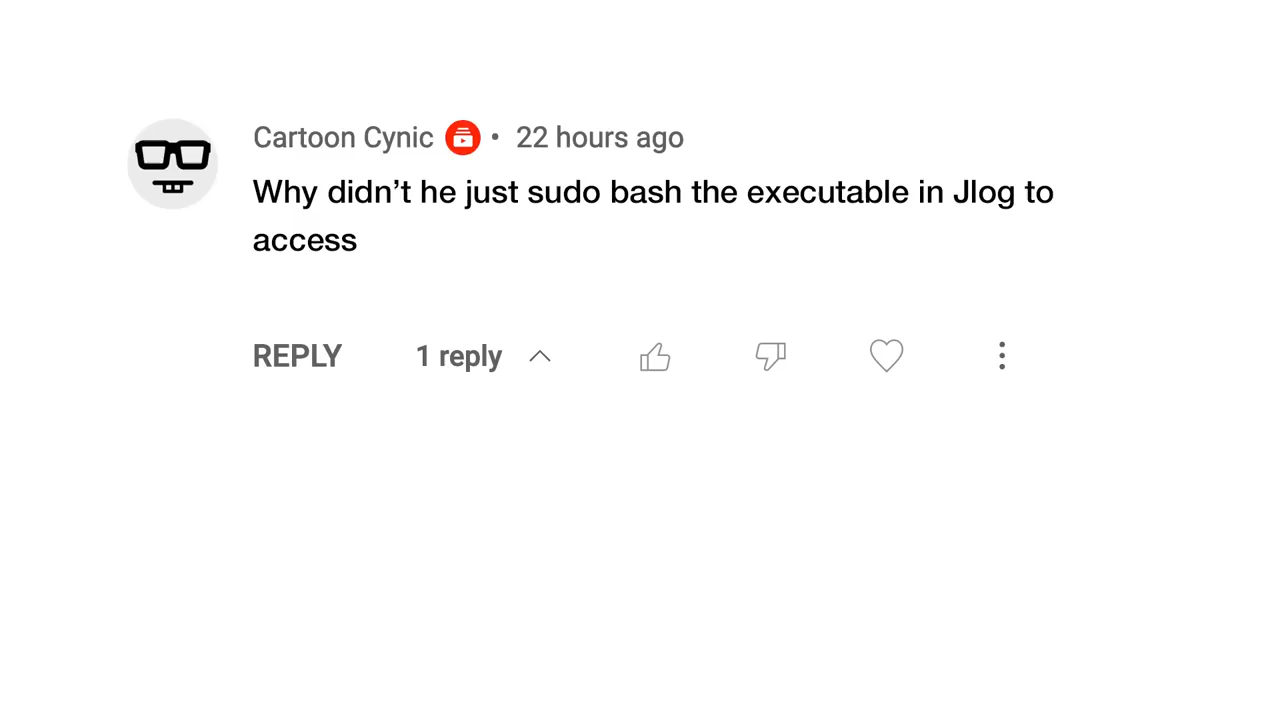 Cartoon Cynic • 22 hours ago
Why didn’t he just sudo bash the executable in Jlog to
access
REPLY 1 reply